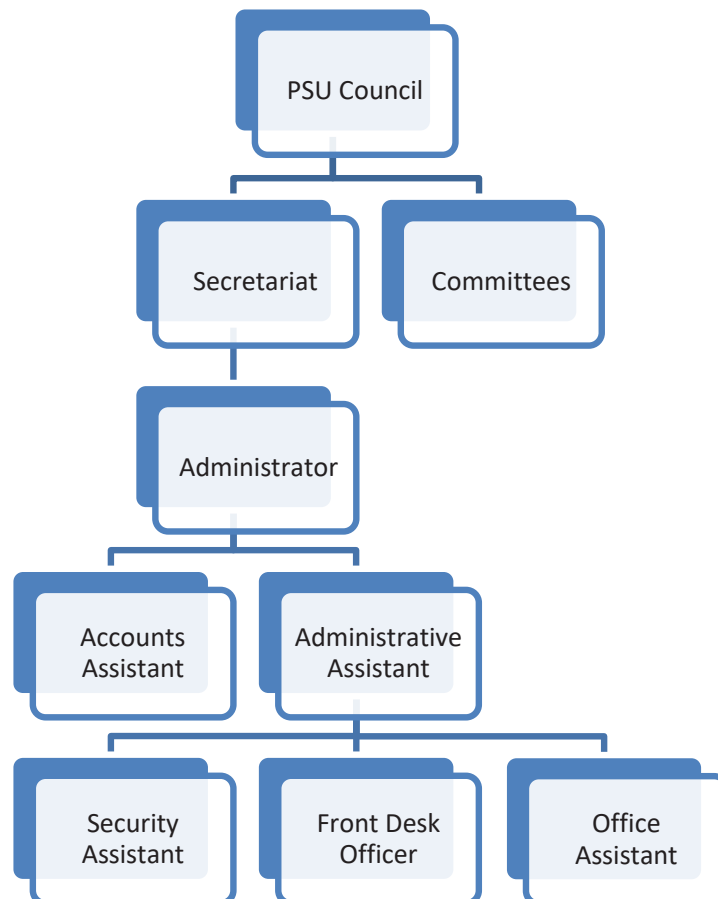 PSU Council
Secretariat
Committees
Administrator
Accounts
Assistant
Administrative
Assistant
Security
Assistant
Front Desk
Officer
Office
Assistant